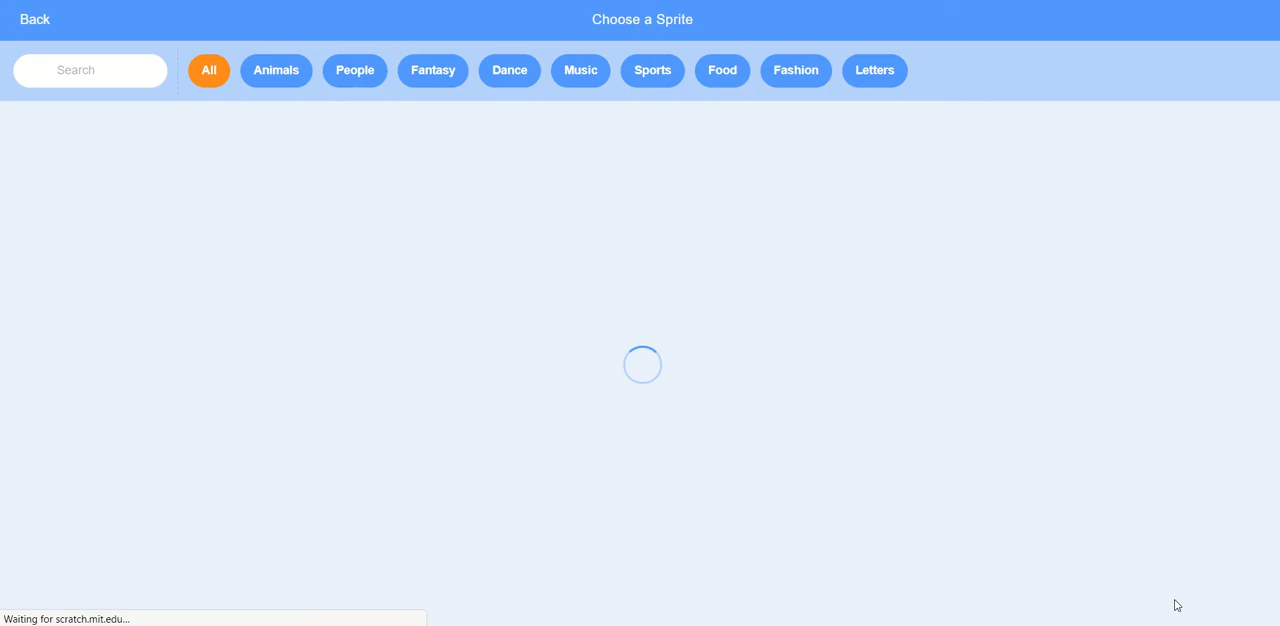 Back
Choose a Sprite
Search
All
Animals
People
Fantasy
Dance
Music
Sports
Food
Fashion
Letters
Waiting for scratch.mit.edu...